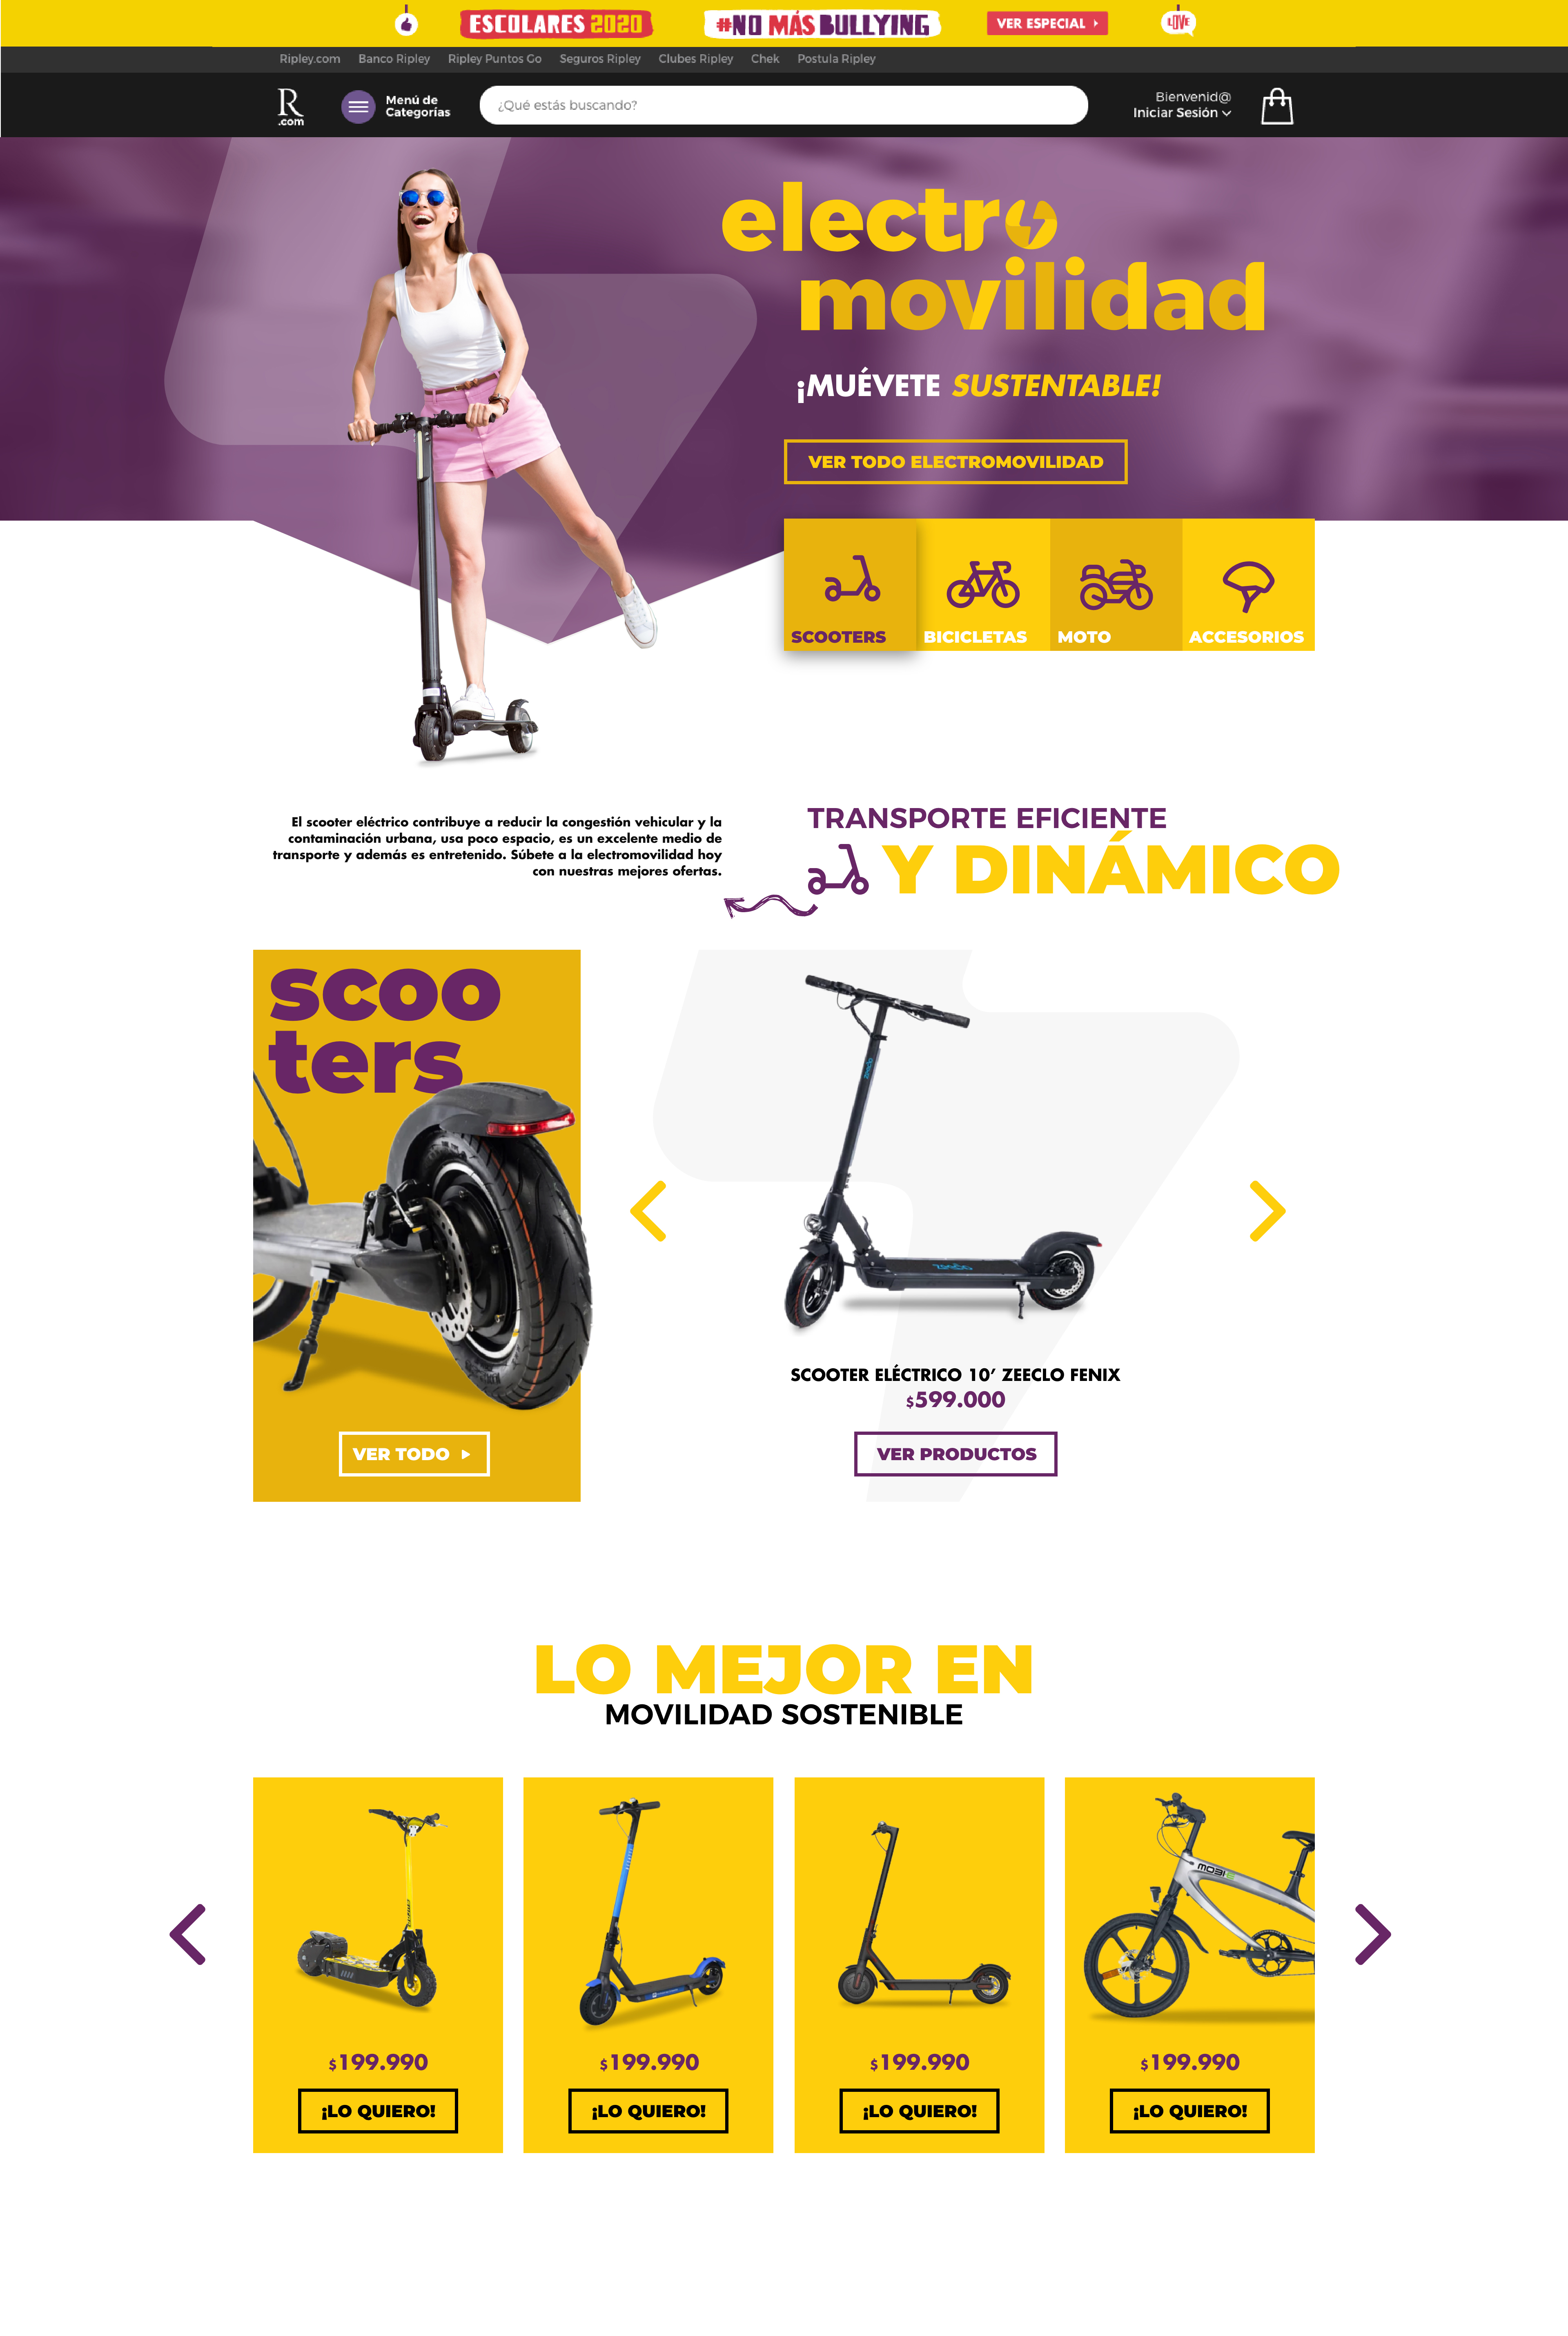 ESCOLARES 2020
#NO MÁS BULLYING
VER ESPECIAL
LOVE
Ripley.com Banco Ripley Ripley Puntos Go Seguros Ripley Clubes Ripley Chek Postula Ripley
R
.com
Menú de
Categorías
¿Qué estás buscando?
Bienvenid@
Iniciar Sesión
electro
movilidad
¡MUÉVETE SUSTENTABLE!
VER TODO ELECTROMOVILIDAD
SCOOTERS BICICLETAS MOTO ACCESORIOS
El scooter eléctrico contribuye a reducir la congestión vehicular y la
contaminación urbana, usa poco espacio, es un excelente medio de
transporte y además es entretenido. Súbete a la electromovilidad hoy
con nuestras mejores ofertas.
TRANSPORTE EFICIENTE
Y DINÁMICO
scoo
ters
VER TODO
SCOOTER ELÉCTRICO 10′ ZEECLO FENIX
$599.000
VER PRODUCTOS
LO MEJOR EN
MOVILIDAD SOSTENIBLE
MOBI
$199.990 $199.990 $199.990 $199.990
¡LO QUIERO! ¡LO QUIERO! ¡LO QUIERO! ¡LO QUIERO!